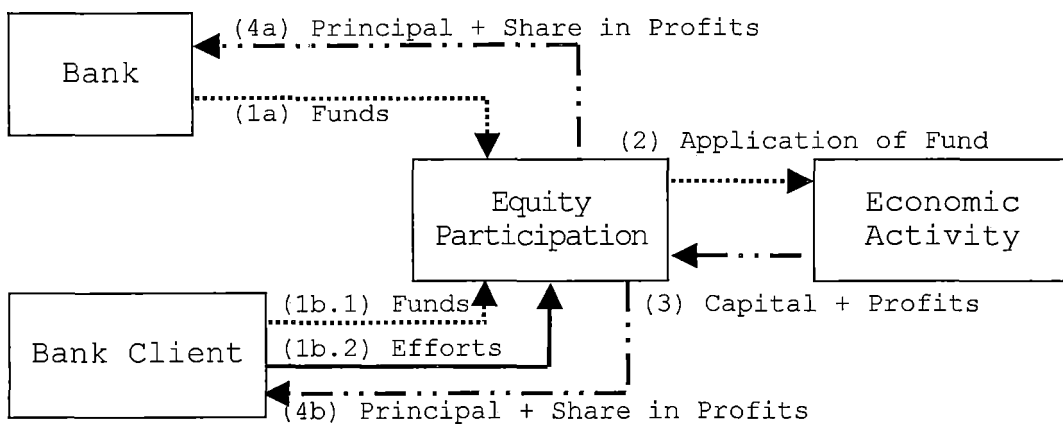 (4a) Principal + Share in Profits
Bank
(1a) Funds
(2) Application of Fund
Equity
Participation
Economic
Activity
(1b.1) Funds
(3) Capital + Profits
Bank Client
(1b.2) Efforts
(4b) Principal + Share in Profits